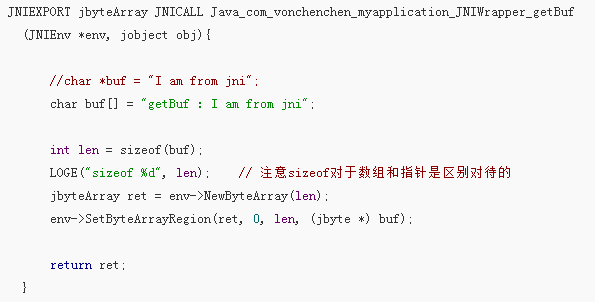 JNIEXPORT jbyteArray JNICALL Java_com_vonchenchen_myapplication_JNIWrapper_getBuf
(JNIEnv *env, jobject obj){
//char *buf = "I am from jni";
char buf[] = "getBuf : I am from jni";
int len = sizeof(buf);
LOGE("sizeof %d", len); // 注意sizeof对于数组和指针是区别对待的
jbyteArray ret = env->NewByteArray(len);
env->SetByteArrayRegion(ret, 0, len, (jbyte *) buf);
return ret;
}